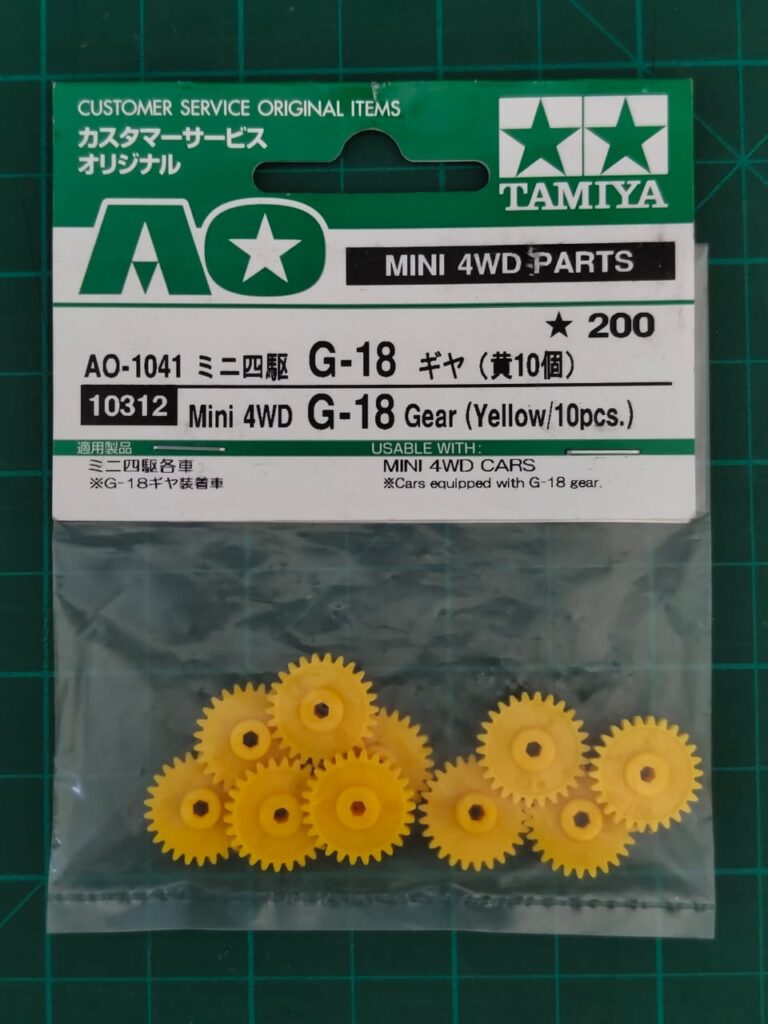 CUSTOMER SERVICE ORIGINAL ITEMS
カスタマーサービス
オリジナル
TAMIYA
AO
MINI 4WD PARTS
★ 200
AO-1041 ミニ四駆 G-18 ギヤ（黄10個）
10312 Mini 4WD G-18 Gear (Yellow/10pcs.)
適用製品
ミニ四駆各車
※G-18ギヤ装着車
USABLE WITH:
MINI 4WD CARS
※Cars equipped with G-18 gear.